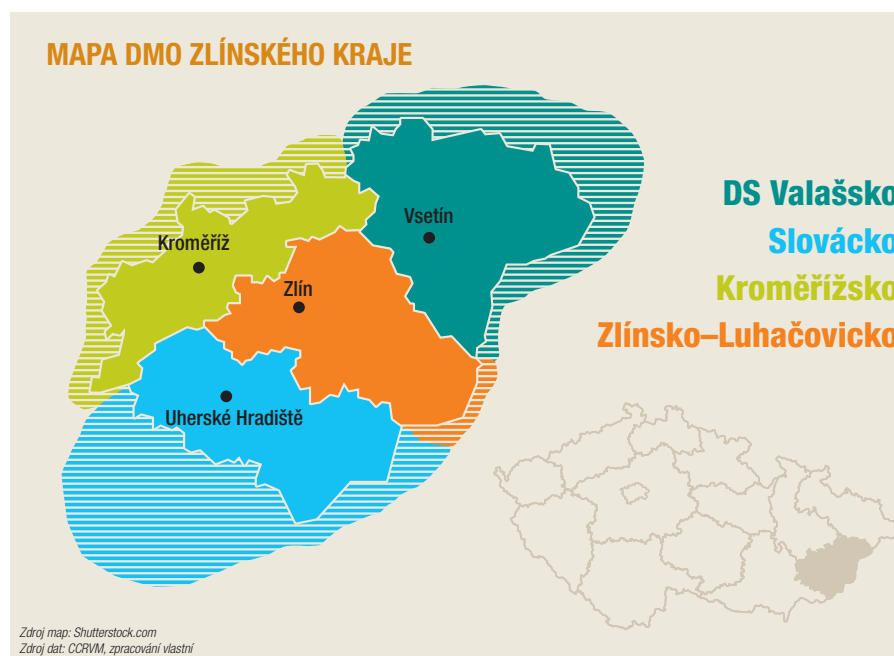 MAPA DMO ZLÍNSKÉHO KRAJE
Vsetín
Kroměříž
Zlín
Uherské Hradiště
DS Valašsko
Slovácko
Kroměřížsko
Zlínsko–Luhačovicko
Zdroj map: Shutterstock.com
Zdroj dat: CCRVM, zpracování vlastní